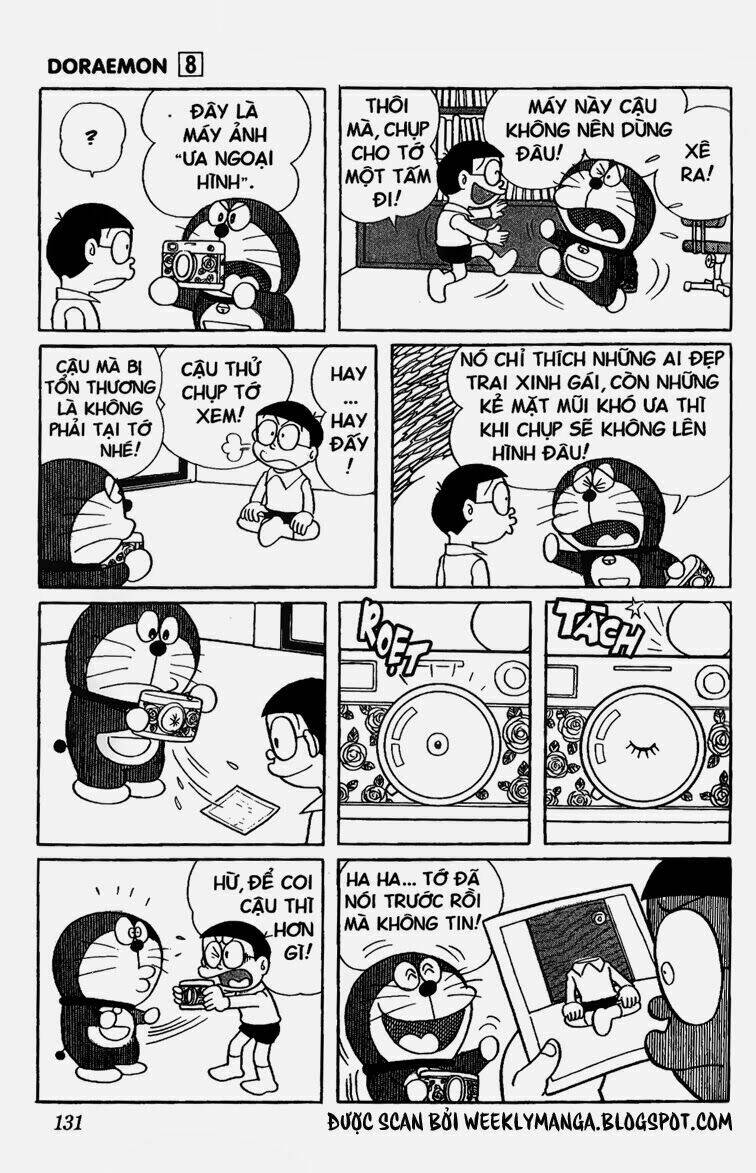 DORAEMON 8
XÊ
RA!
MÁY NÀY CẬU
KHÔNG NÊN DÙNG
ĐÂU!
THÔI
MÀ, CHỤP
CHO TỚ
MỘT TẤM
ĐI!
ĐÂY LÀ
MÁY ẢNH
"ƯA NGOẠI
HÌNH".
?
NÓ CHỈ THÍCH NHỮNG AI ĐẸP
TRAI XINH GÁI, CÒN NHỮNG
KẺ MẶT MŨI KHÓ ƯA THÌ
KHI CHỤP SẼ KHÔNG LÊN
HÌNH ĐÂU!
HAY
...
HAY
ĐẤY
!
CẬU THỬ
CHỤP TỚ
XEM!
CẬU MÀ BỊ
TỔN THƯƠNG
LÀ KHÔNG
PHẢI TẠI TỚ
NHÉ!
TÁCH
ROẸT
HA HA... TỚ ĐÃ
NÓI TRƯỚC RỒI
MÀ KHÔNG TIN!
HỪ, ĐỂ COI
CẬU THÌ
HƠN
GÌ!
131
ĐƯỢC SCAN BỞI WEEKLYMANGA.BLOGSPOT.COM